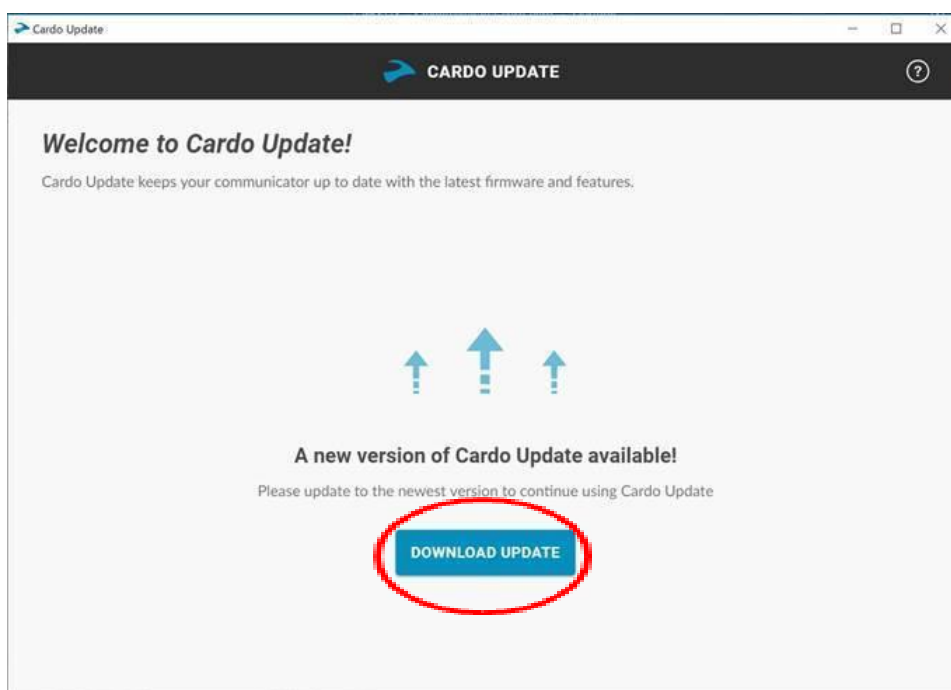 Cardo Update
CARDO UPDATE
?
Welcome to Cardo Update!
Cardo Update keeps your communicator up to date with the latest firmware and features.
A new version of Cardo Update available!
Please update to the newest version to continue using Cardo Update
DOWNLOAD UPDATE